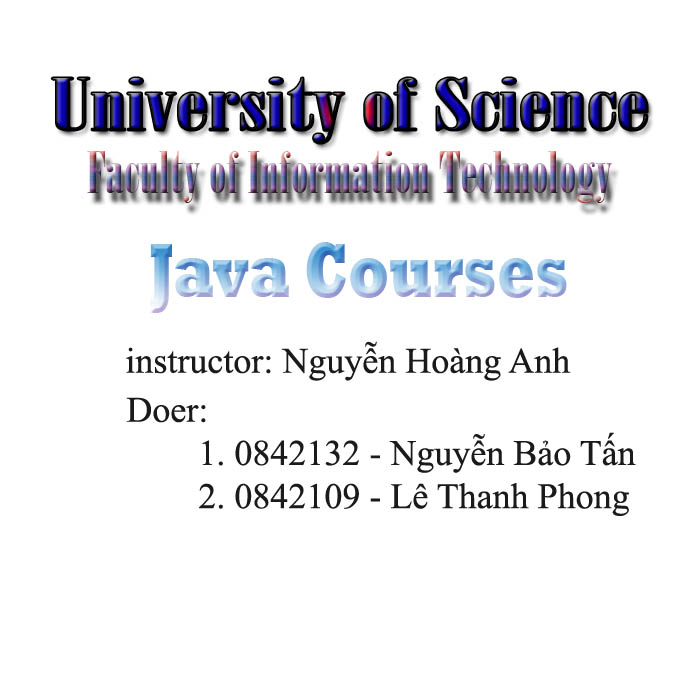 University of Science
Faculty of Information Technology
Java Courses
instructor: Nguyễn Hoàng Anh
Doer:
1. 0842132 - Nguyễn Bảo Tấn
2. 0842109 - Lê Thanh Phong